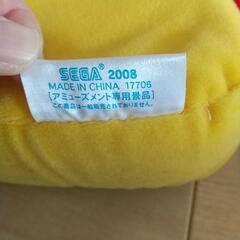 SEGA® 2008
MADE IN CHINA 17706
[アミューズメント専用景品]
この商品は一般販売されておりません。